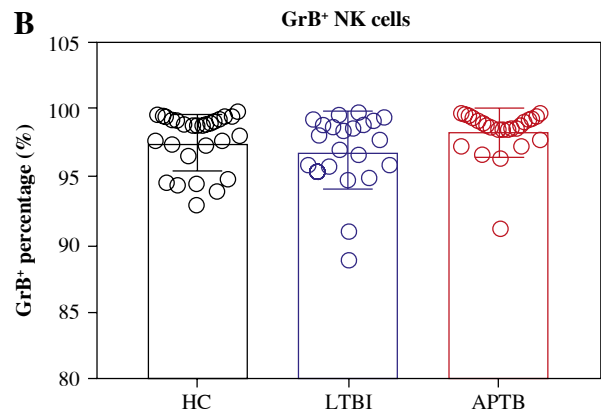 B
GrB⁺ NK cells
GrB⁺ percentage (%)
105
100
95
90
85
80
HC LTBI APTB